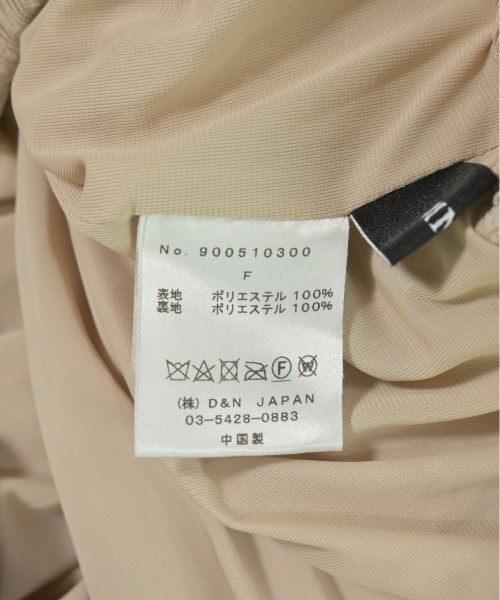 No. 900510300
F
表地 ポリエステル 100%
裏地 ポリエステル 100%
F W
(株) D&N JAPAN
03-5428-0883
中国製